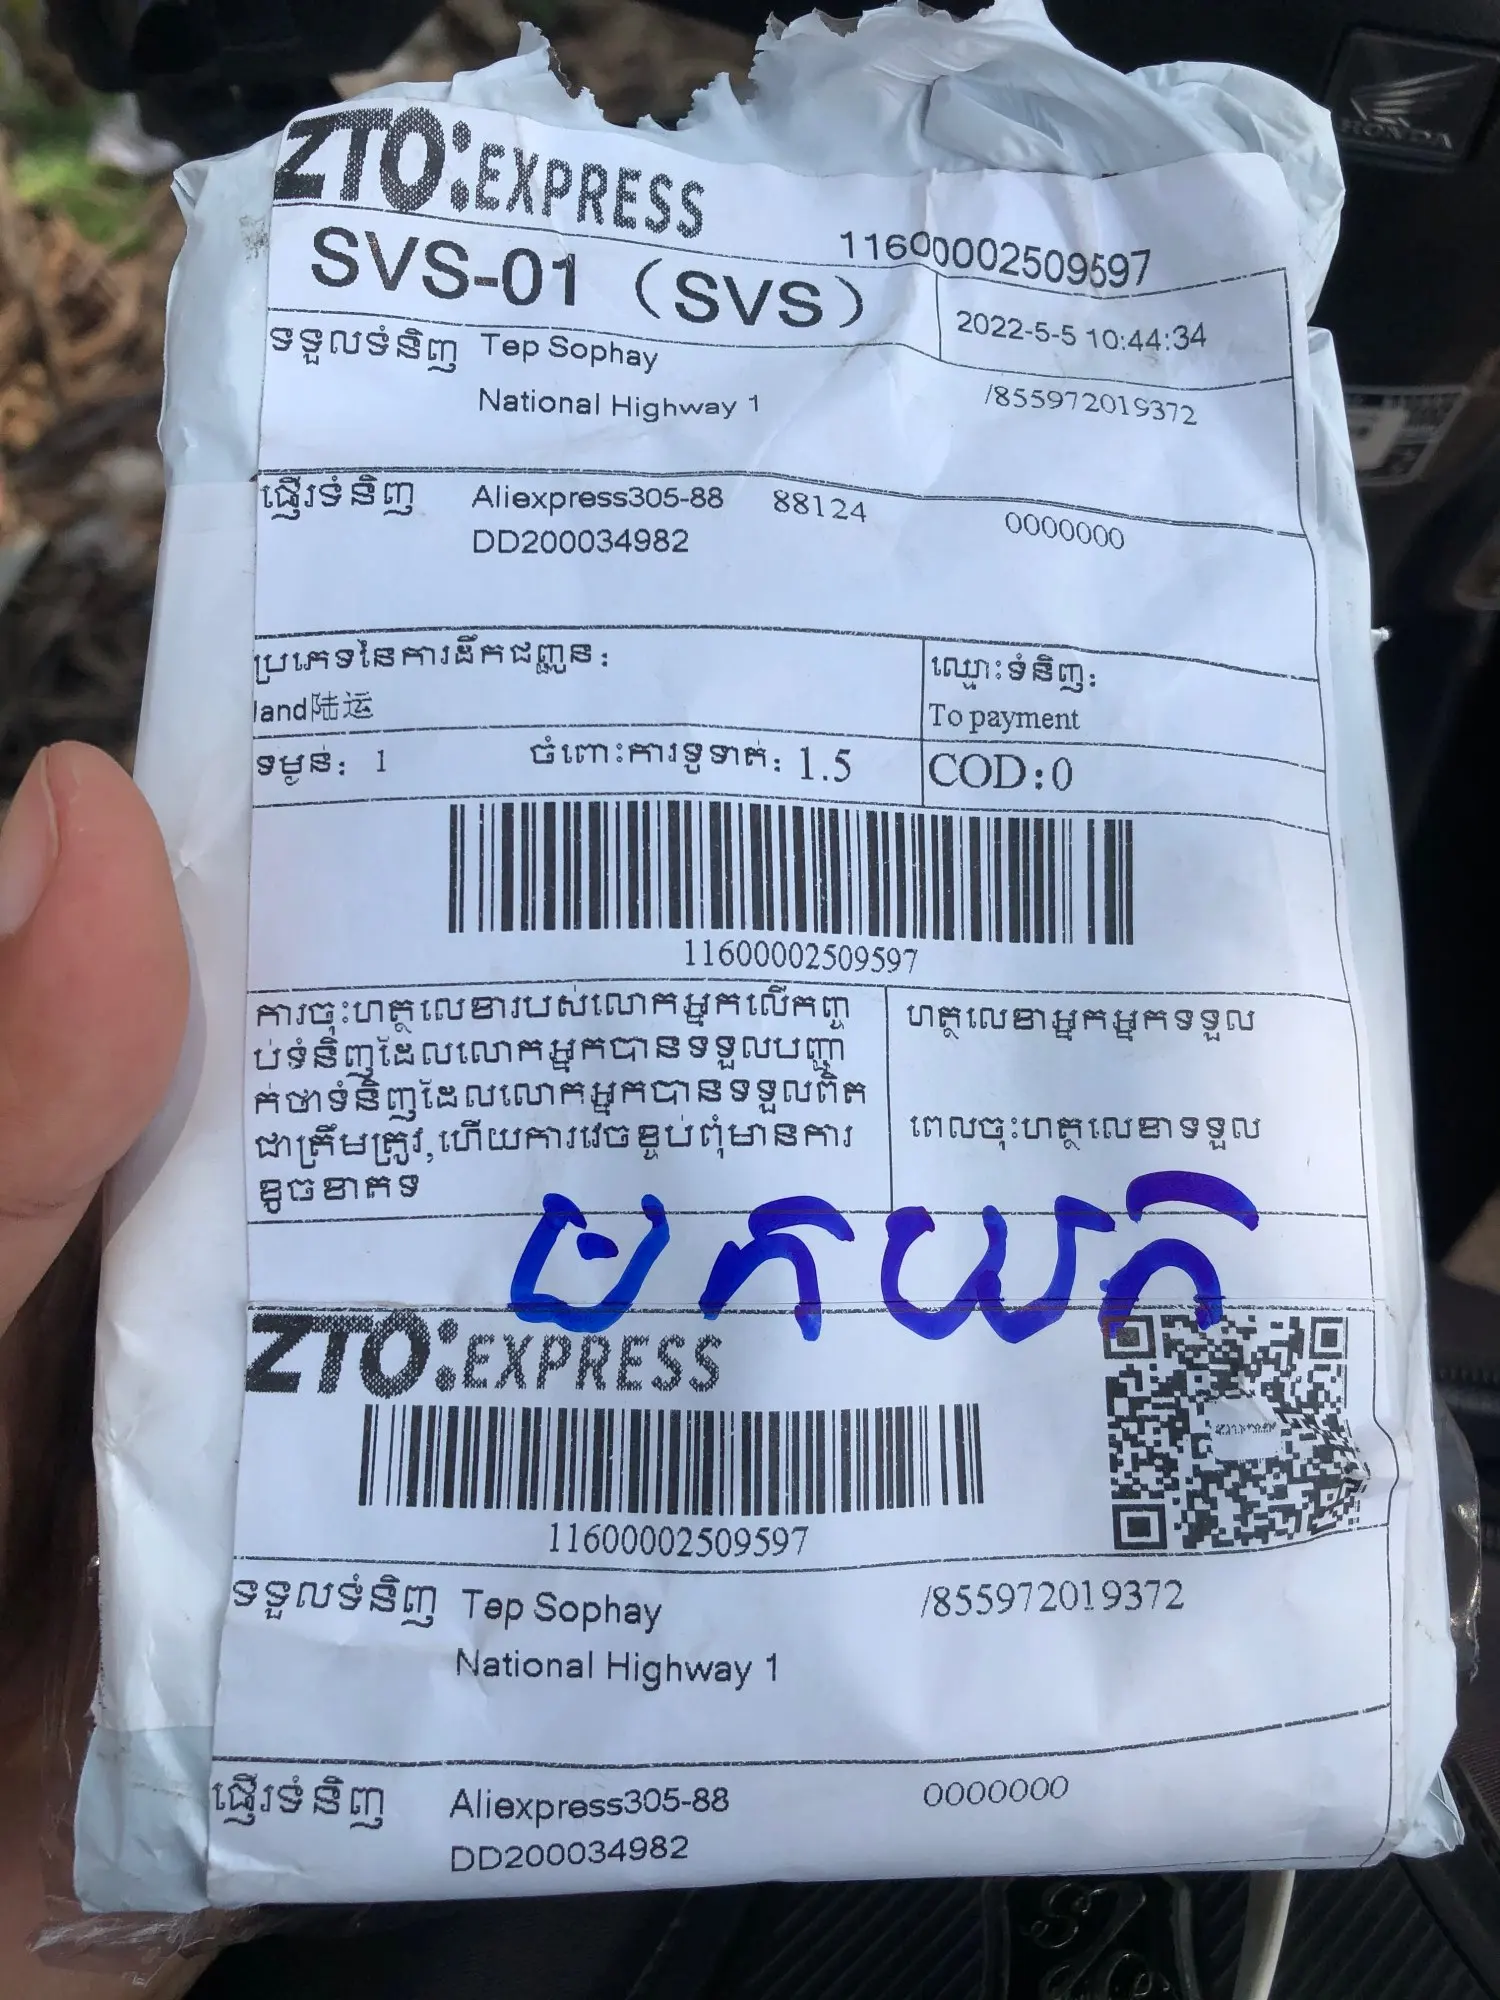 ZTO:EXPRESS
11600002509597
SVS-01（SVS）
2022-5-5 10:44:34
ទទួលទំនិញ Tep Sophay
National Highway 1 /855972019372
ផ្ញើរទំនិញ Aliexpress305-88 88124 0000000
DD200034982
ប្រភេទនៃការដឹកជញ្ជូន:
land陆运
ឈ្មោះទំនិញ:
To payment
ទម្ងន់: 1 ចំពោះការទូទាត់: 1.5 COD:0
11600002509597
ការចុះហត្ថលេខារបស់លោកអ្នកលើកញ្ច
ប់ទំនិញដែលលោកអ្នកបានទទួលបញ្ជា
ក់ថាទំនិញដែលលោកអ្នកបានទទួលពិត
ជាត្រឹមត្រូវ,ហើយការវេចខ្ចប់ពុំមានការ
ខូចខាតទ
ហត្ថលេខាអ្នកអ្នកទទួល
ពេលចុះហត្ថលេខាទទួល
មកយក
ZTO:EXPRESS
11600002509597
ទទួលទំនិញ Tep Sophay /855972019372
National Highway 1
ផ្ញើរទំនិញ Aliexpress305-88 0000000
DD200034982
HONDA